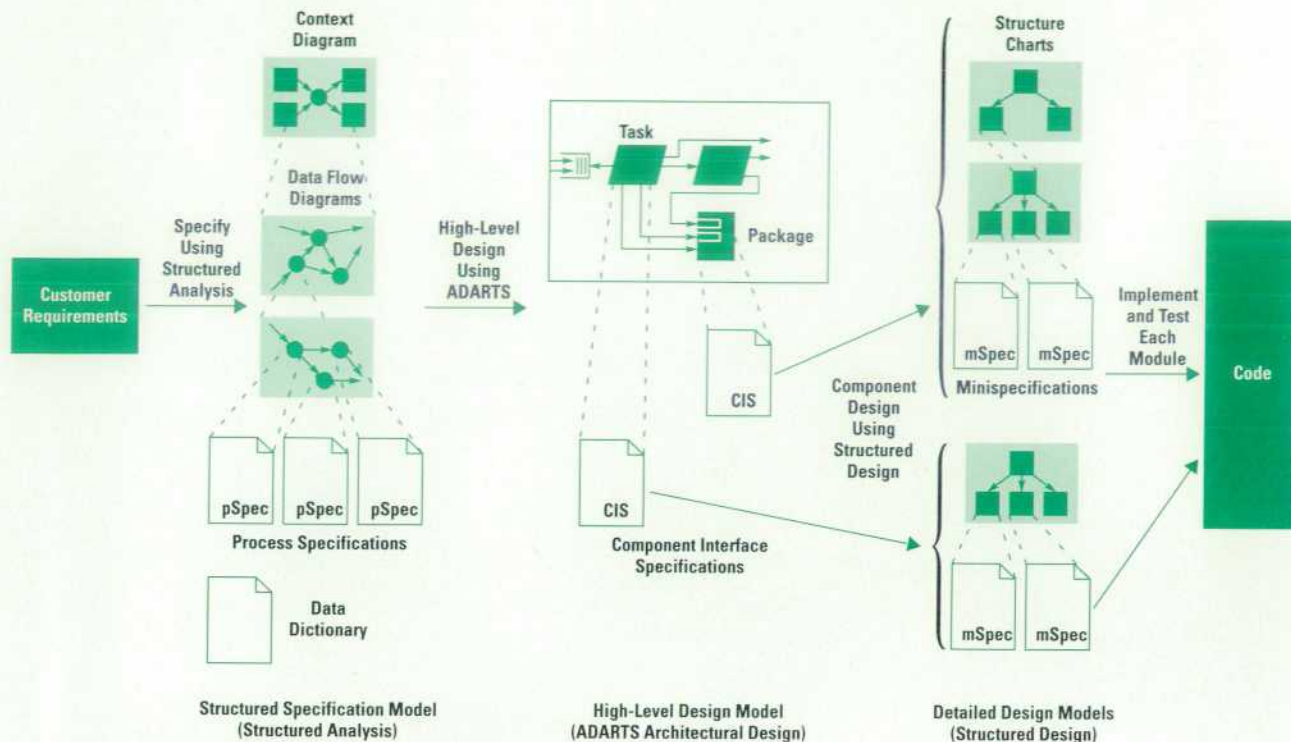 Context
Diagram
Data Flow
Diagrams
Customer
Requirements
Specify
Using
Structured
Analysis
pSpec
pSpec
pSpec
Process Specifications
Data
Dictionary
Structured Specification Model
(Structured Analysis)
High-Level
Design
Using
ADARTS
Task
Package
CIS
CIS
Component Interface
Specifications
High-Level Design Model
(ADARTS Architectural Design)
Component
Design
Using
Structured
Design
Structure
Charts
mSpec
mSpec
Minispecifications
mSpec
mSpec
Detailed Design Models
(Structured Design)
Implement
and Test
Each
Module
Code